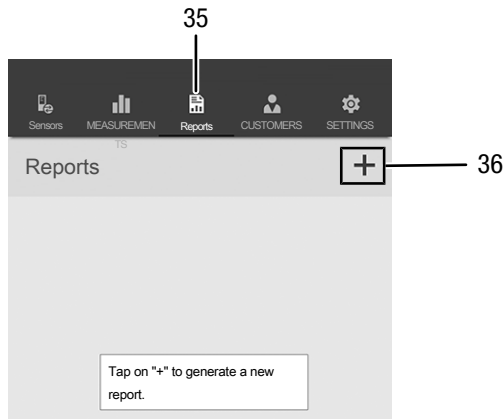 35
Sensors MEASUREMEN Reports CUSTOMERS SETTINGS
TS
Reports
36
Tap on "+" to generate a new
report.